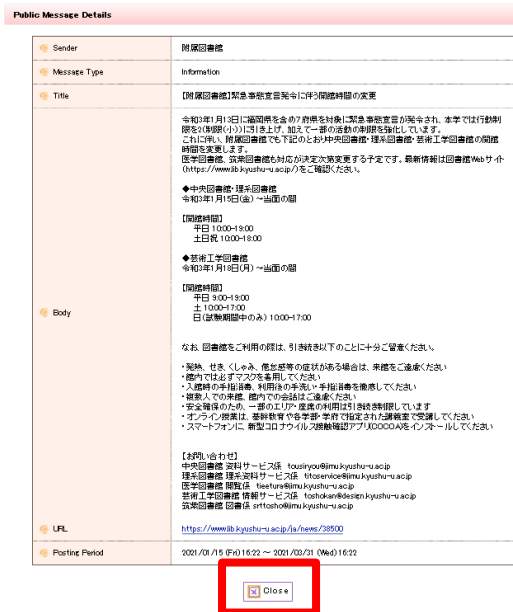 Public Message Details
Sender
附属図書館
Message Type
Information
Title
【附属図書館】緊急事態宣言発令に伴う開館時間の変更
Body
令和3年1月13日に福岡県を含め7府県を対象に緊急事態宣言が発令され、本学では行動制
限を2(制限(小))に引き上げ、加えて一部の活動の制限を強化しています。
これに伴い、附属図書館でも下記のとおり中央図書館・理系図書館・芸術工学図書館の開館
時間を変更します。
医学図書館、筑紫図書館も対応が決定次第変更する予定です。最新情報は図書館Webサイト
(https://www.lib.kyushu-u.ac.jp/)をご確認ください。
◆中央図書館・理系図書館
令和3年1月15日(金) ～当面の間
【開館時間】
平日 10:00-19:00
土日祝 10:00-18:00
◆芸術工学図書館
令和3年1月18日(月) ～当面の間
【開館時間】
平日 9:00-19:00
土 10:00-17:00
日(試験期間中のみ) 10:00-17:00
なお、図書館をご利用の際は、引き続き以下のことに十分ご留意ください。
・発熱、せき、くしゃみ、倦怠感等の症状がある場合は、来館をご遠慮ください
・館内では必ずマスクを着用してください
・入館時の手指消毒、利用後の手洗い・手指消毒を徹底してください
・複数人での来館、館内での会話はご遠慮ください
・安全確保のため、一部のエリア・座席の利用は引き続き制限しています
・オンライン授業は、基幹教育や各学部・学府で指定された講義室で受講してください
・スマートフォンに、新型コロナウイルス接触確認アプリ(COCOA)をインストールしてください
【お問い合わせ】
中央図書館 資料サービス係 tousiryou@jimu.kyushu-u.ac.jp
理系図書館 理系資料サービス係 titoservice@jimu.kyushu-u.ac.jp
医学図書館 閲覧係 tieetura@jimu.kyushu-u.ac.jp
芸術工学図書館 情報サービス係 toshokan@design.kyushu-u.ac.jp
筑紫図書館 図書係 srttosho@jimu.kyushu-u.ac.jp
URL
https://www.lib.kyushu-u.ac.jp/ja/news/38500
Posting Period
2021/01/15 (Fri) 16:22 ～ 2021/03/31 (Wed) 16:22
Close